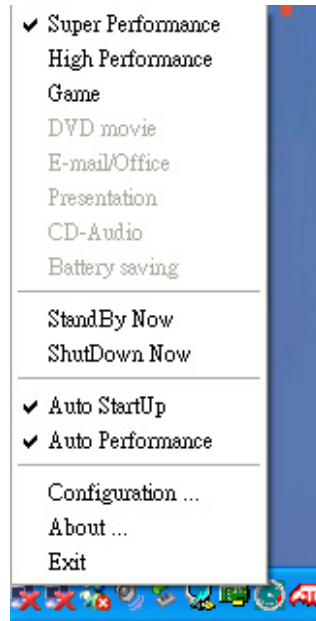 Super Performance
High Performance
Game
DVD movie
E-mail/Office
Presentation
CD-Audio
Battery saving
StandBy Now
ShutDown Now
Auto StartUp
Auto Performance
Configuration ...
About ...
Exit